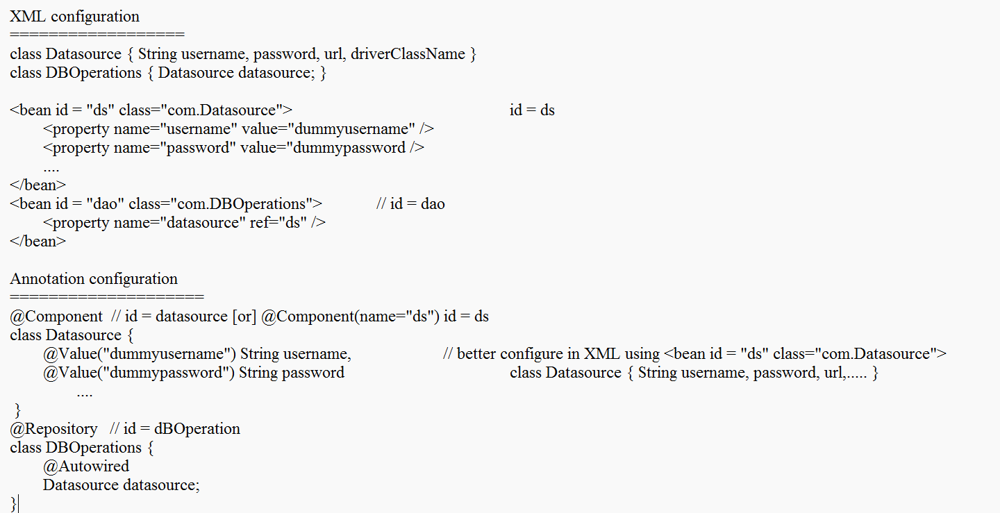 XML configuration
==================
class Datasource { String username, password, url, driverClassName }
class DBOperations { Datasource datasource; }
<bean id = "ds" class="com.Datasource"> id = ds
<property name="username" value="dummyusername" />
<property name="password" value="dummypassword />
....
</bean>
<bean id = "dao" class="com.DBOperations"> // id = dao
<property name="datasource" ref="ds" />
</bean>
Annotation configuration
====================
@Component // id = datasource [or] @Component(name="ds") id = ds
class Datasource {
@Value("dummyusername") String username, // better configure in XML using <bean id = "ds" class="com.Datasource">
@Value("dummypassword") String password class Datasource { String username, password, url,..... }
....
}
@Repository // id = dBOperation
class DBOperations {
@Autowired
Datasource datasource;
}